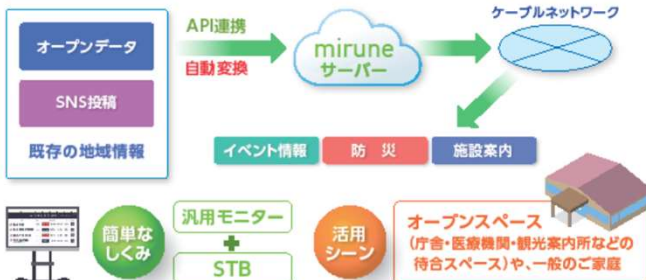 オープンデータ
SNS投稿
既存の地域情報
API連携
自動変換
mirune
サーバー
ケーブルネットワーク
イベント情報
防 災
施設案内
簡単な
しくみ
汎用モニター
STB
活用
シーン
オープンスペース
(庁舎・医療機関・観光案内所などの
待合スペース)や、一般のご家庭